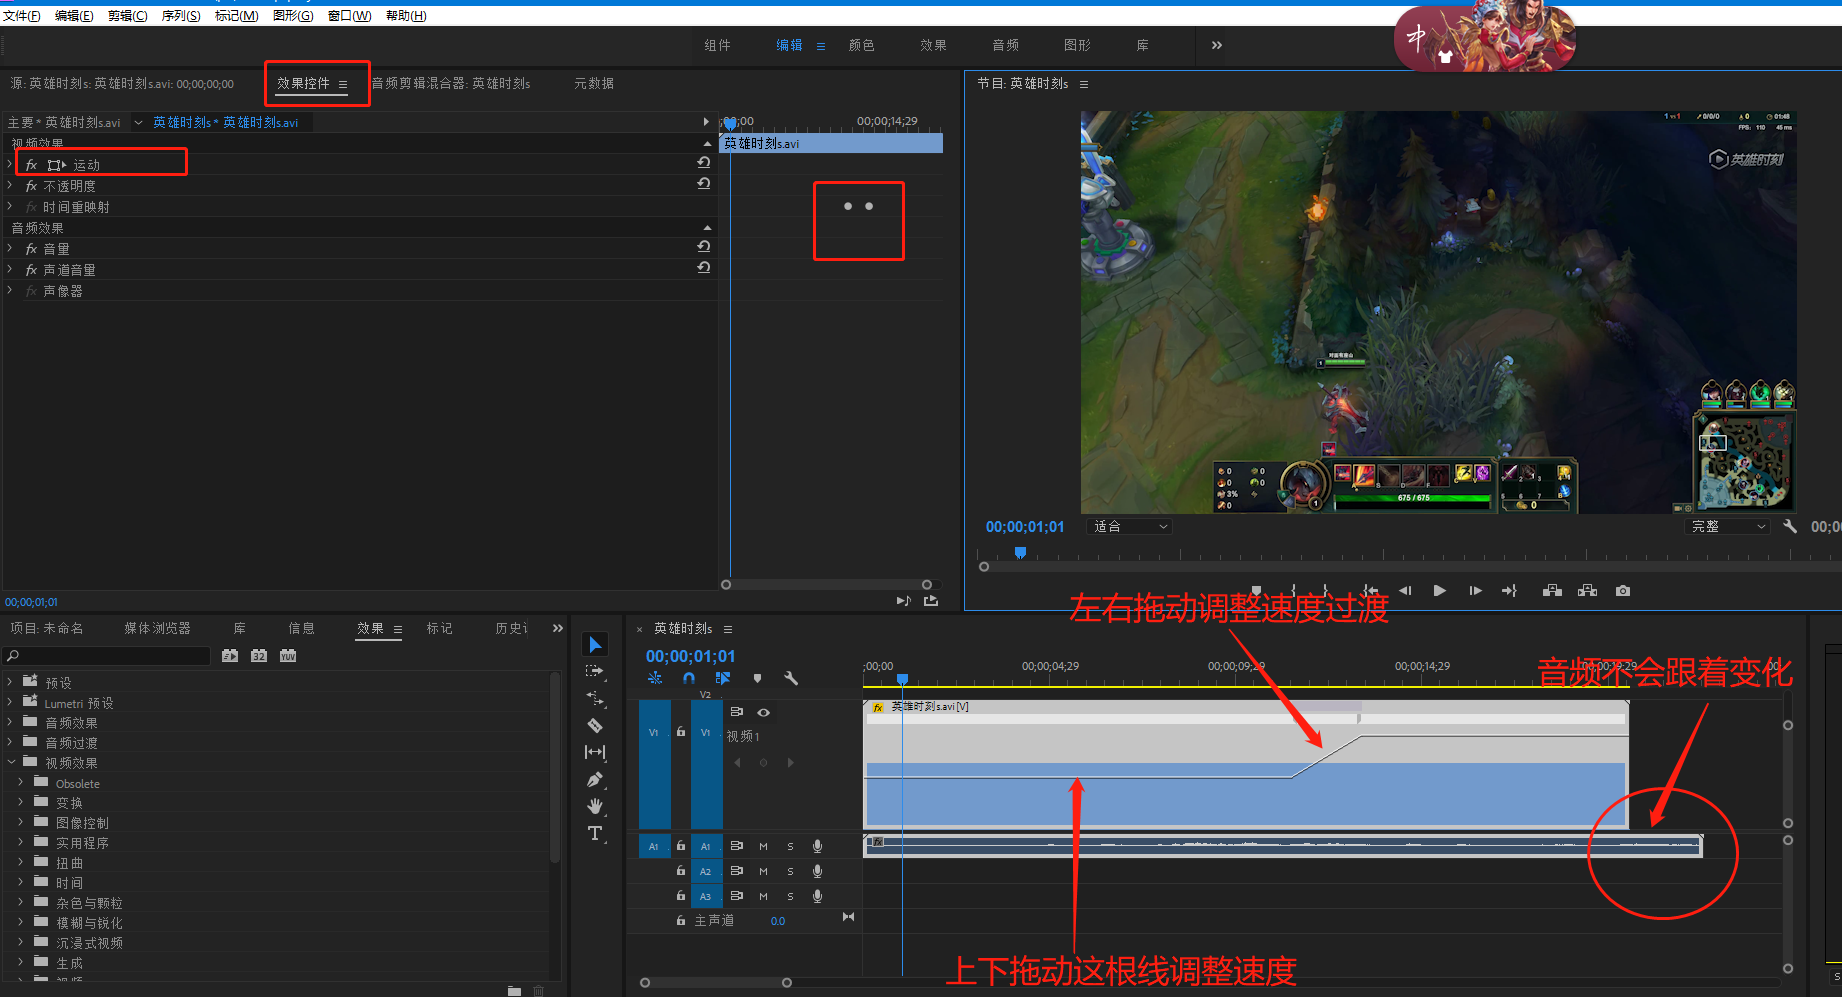 文件(F) 编辑(E) 剪辑(C) 序列(S) 标记(M) 图形(G) 窗口(W) 帮助(H)
组件 编辑 颜色 效果 音频 图形 库
源: 英雄时刻s: 英雄时刻s.avi: 00;00;00;00 效果控件 音频剪辑混合器: 英雄时刻s 元数据
节目: 英雄时刻s
主要 * 英雄时刻s.avi 英雄时刻s * 英雄时刻s.avi
;00;00 00;00;14;29
英雄时刻s.avi
视频效果
fx 运动
fx 不透明度
fx 时间重映射
音频效果
fx 音量
fx 声道音量
fx 声像器
英雄时刻
675 / 675
00;00;01;01 适合 完整 00;0
00;00;01;01
左右拖动调整速度过渡
项目: 未命名 媒体浏览器 库 信息 效果 标记 历史
32 YUV
预设
Lumetri 预设
音频效果
音频过渡
视频效果
Obsolete
变换
图像控制
实用程序
扭曲
时间
杂色与颗粒
模糊与锐化
沉浸式视频
生成
视频
× 英雄时刻s
00;00;01;01
;00;00 00;00;04;29 00;00;09;29 00;00;14;29 00;00;19;29
音频不会跟着变化
V2
fx 英雄时刻s.avi [V]
V1 V1 视频 1
A1 A1 M S fx
A2 M S
A3 M S
主声道 0.0
上下拖动这根线调整速度
T